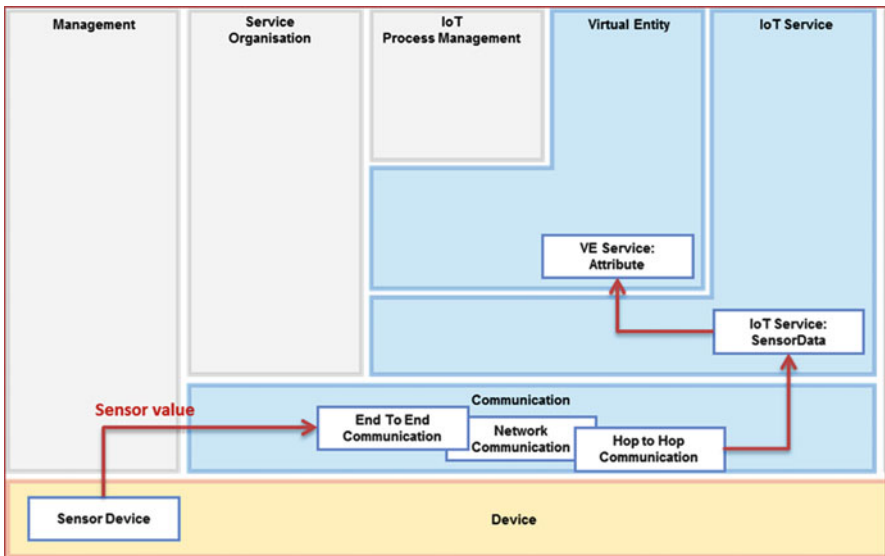 Management
Service
Organisation
IoT
Process Management
Virtual Entity
IoT Service
VE Service:
Attribute
IoT Service:
SensorData
Communication
Sensor value
End To End
Communication
Network
Communication
Hop to Hop
Communication
Sensor Device
Device